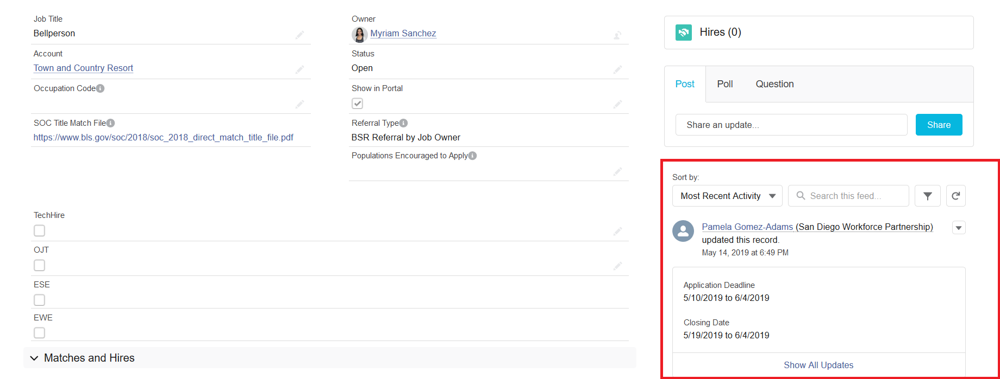 Job Title
Bellperson
Account
Town and Country Resort
Occupation Code
SOC Title Match File
https://www.bls.gov/soc/2018/soc_2018_direct_match_title_file.pdf
Owner
Myriam Sanchez
Status
Open
Show in Portal
Referral Type
BSR Referral by Job Owner
Populations Encouraged to Apply
TechHire
OJT
ESE
EWE
Matches and Hires
Hires (0)
Post Poll Question
Share an update... Share
Sort by:
Most Recent Activity Search this feed...
Pamela Gomez-Adams (San Diego Workforce Partnership)
updated this record.
May 14, 2019 at 6:49 PM
Application Deadline
5/10/2019 to 6/4/2019
Closing Date
5/19/2019 to 6/4/2019
Show All Updates